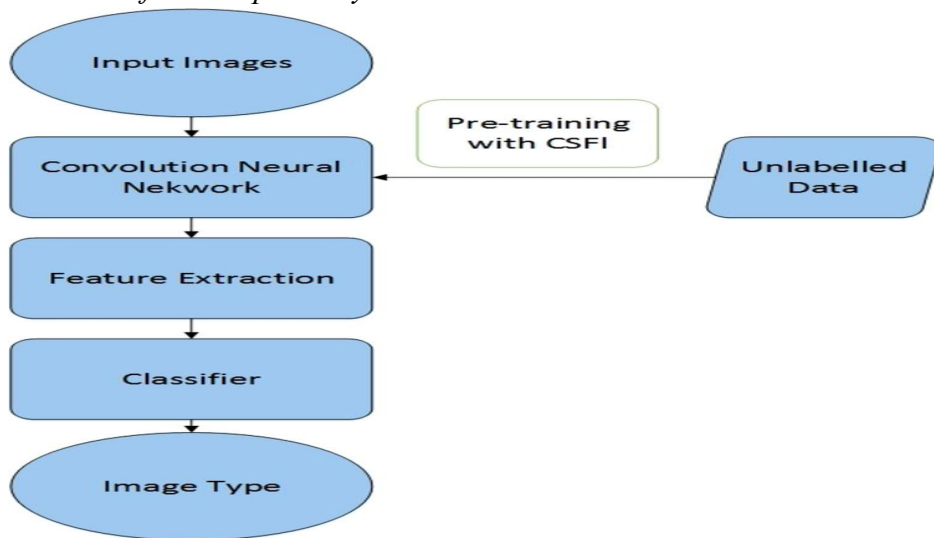 Input Images
Pre-training
with CSFI
Convolution Neural
Nekwork
Unlabelled
Data
Feature Extraction
Classifier
Image Type